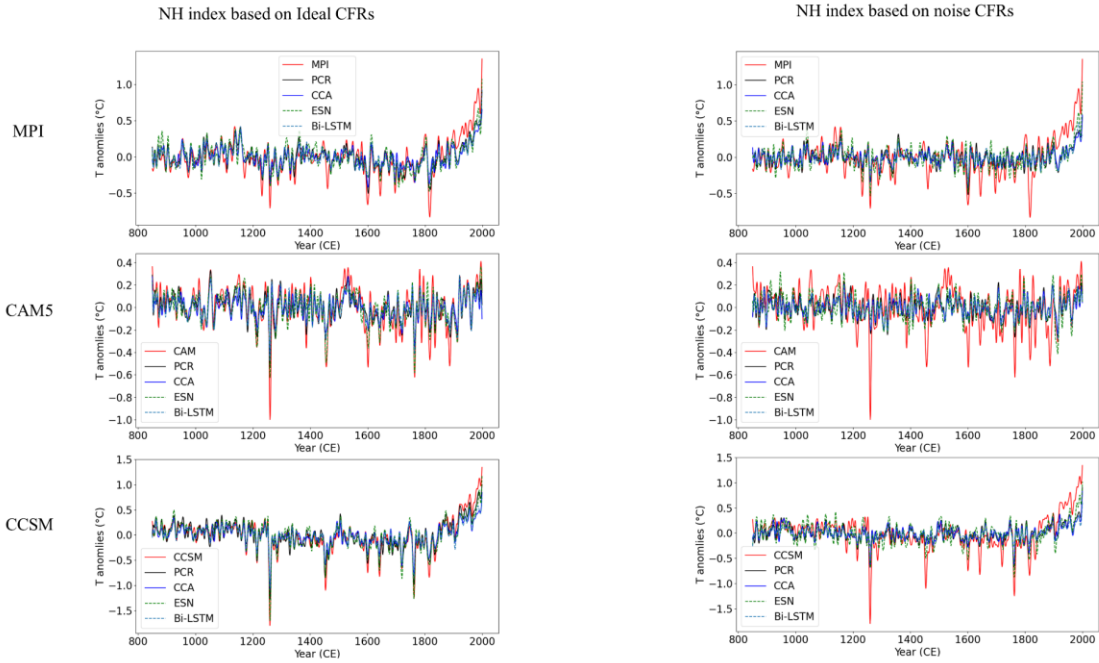 NH index based on Ideal CFRs
NH index based on noise CFRs
MPI
T anomlies (°C)
1.0
0.5
0.0
−0.5
MPI
PCR
CCA
ESN
Bi-LSTM
800 1000 1200 1400 1600 1800 2000
Year (CE)
T anomlies (°C)
1.0
0.5
0.0
−0.5
MPI
PCR
CCA
ESN
Bi-LSTM
800 1000 1200 1400 1600 1800 2000
Year (CE)
CAM5
T anomlies (°C)
0.4
0.2
0.0
−0.2
−0.4
−0.6
−0.8
−1.0
CAM
PCR
CCA
ESN
Bi-LSTM
800 1000 1200 1400 1600 1800 2000
Year (CE)
T anomlies (°C)
0.4
0.2
0.0
−0.2
−0.4
−0.6
−0.8
−1.0
CAM
PCR
CCA
ESN
Bi-LSTM
800 1000 1200 1400 1600 1800 2000
Year (CE)
CCSM
T anomlies (°C)
1.5
1.0
0.5
0.0
−0.5
−1.0
−1.5
CCSM
PCR
CCA
ESN
Bi-LSTM
800 1000 1200 1400 1600 1800 2000
Year (CE)
T anomlies (°C)
1.5
1.0
0.5
0.0
−0.5
−1.0
−1.5
CCSM
PCR
CCA
ESN
Bi-LSTM
800 1000 1200 1400 1600 1800 2000
Year (CE)